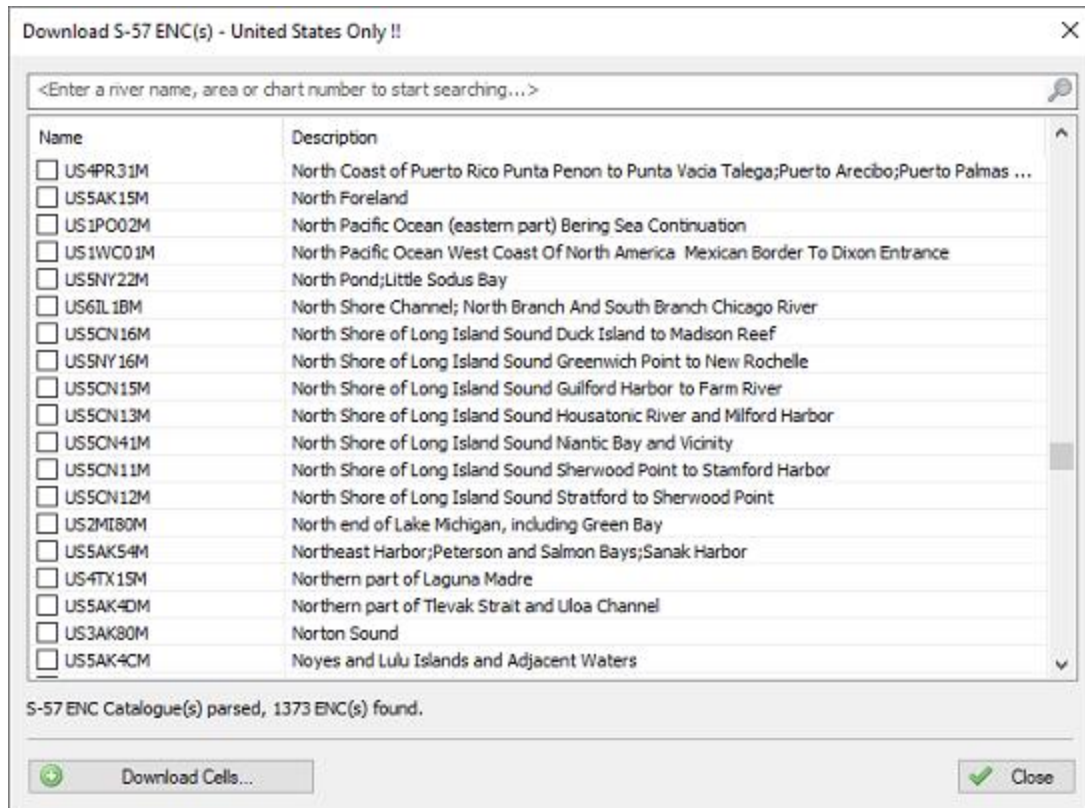 Download S-57 ENC(s) - United States Only !!
<Enter a river name, area or chart number to start searching...>
Name Description
US4PR31M North Coast of Puerto Rico Punta Penon to Punta Vacia Talega;Puerto Arecibo;Puerto Palmas ...
US5AK15M North Foreland
US1PO02M North Pacific Ocean (eastern part) Bering Sea Continuation
US1WC01M North Pacific Ocean West Coast Of North America Mexican Border To Dixon Entrance
US5NY22M North Pond;Little Sodus Bay
US6IL1BM North Shore Channel; North Branch And South Branch Chicago River
US5CN16M North Shore of Long Island Sound Duck Island to Madison Reef
US5NY16M North Shore of Long Island Sound Greenwich Point to New Rochelle
US5CN15M North Shore of Long Island Sound Guilford Harbor to Farm River
US5CN13M North Shore of Long Island Sound Housatonic River and Milford Harbor
US5CN41M North Shore of Long Island Sound Niantic Bay and Vicinity
US5CN11M North Shore of Long Island Sound Sherwood Point to Stamford Harbor
US5CN12M North Shore of Long Island Sound Stratford to Sherwood Point
US2MI80M North end of Lake Michigan, including Green Bay
US5AK54M Northeast Harbor;Peterson and Salmon Bays;Sanak Harbor
US4TX15M Northern part of Laguna Madre
US5AK4DM Northern part of Tlevak Strait and Uloa Channel
US3AK80M Norton Sound
US5AK4CM Noyes and Lulu Islands and Adjacent Waters
S-57 ENC Catalogue(s) parsed, 1373 ENC(s) found.
Download Cells... Close